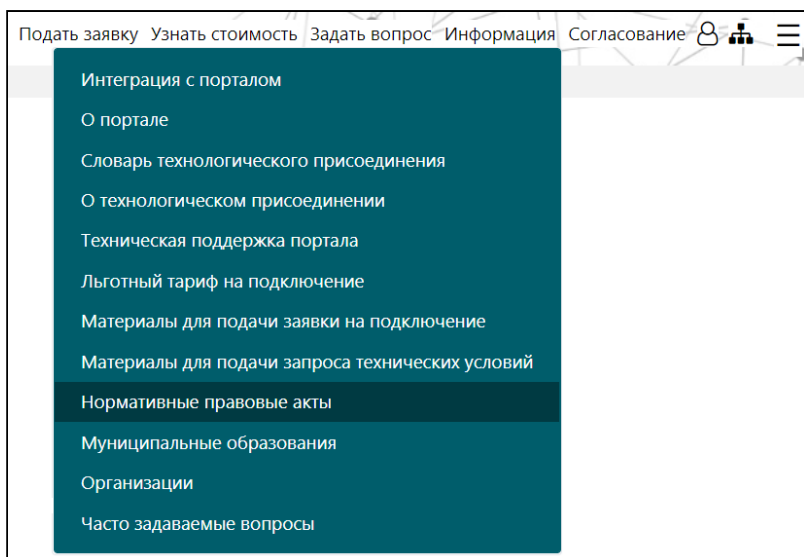 Подать заявку Узнать стоимость Задать вопрос Информация Согласование
Интеграция с порталом
О портале
Словарь технологического присоединения
О технологическом присоединении
Техническая поддержка портала
Льготный тариф на подключение
Материалы для подачи заявки на подключение
Материалы для подачи запроса технических условий
Нормативные правовые акты
Муниципальные образования
Организации
Часто задаваемые вопросы